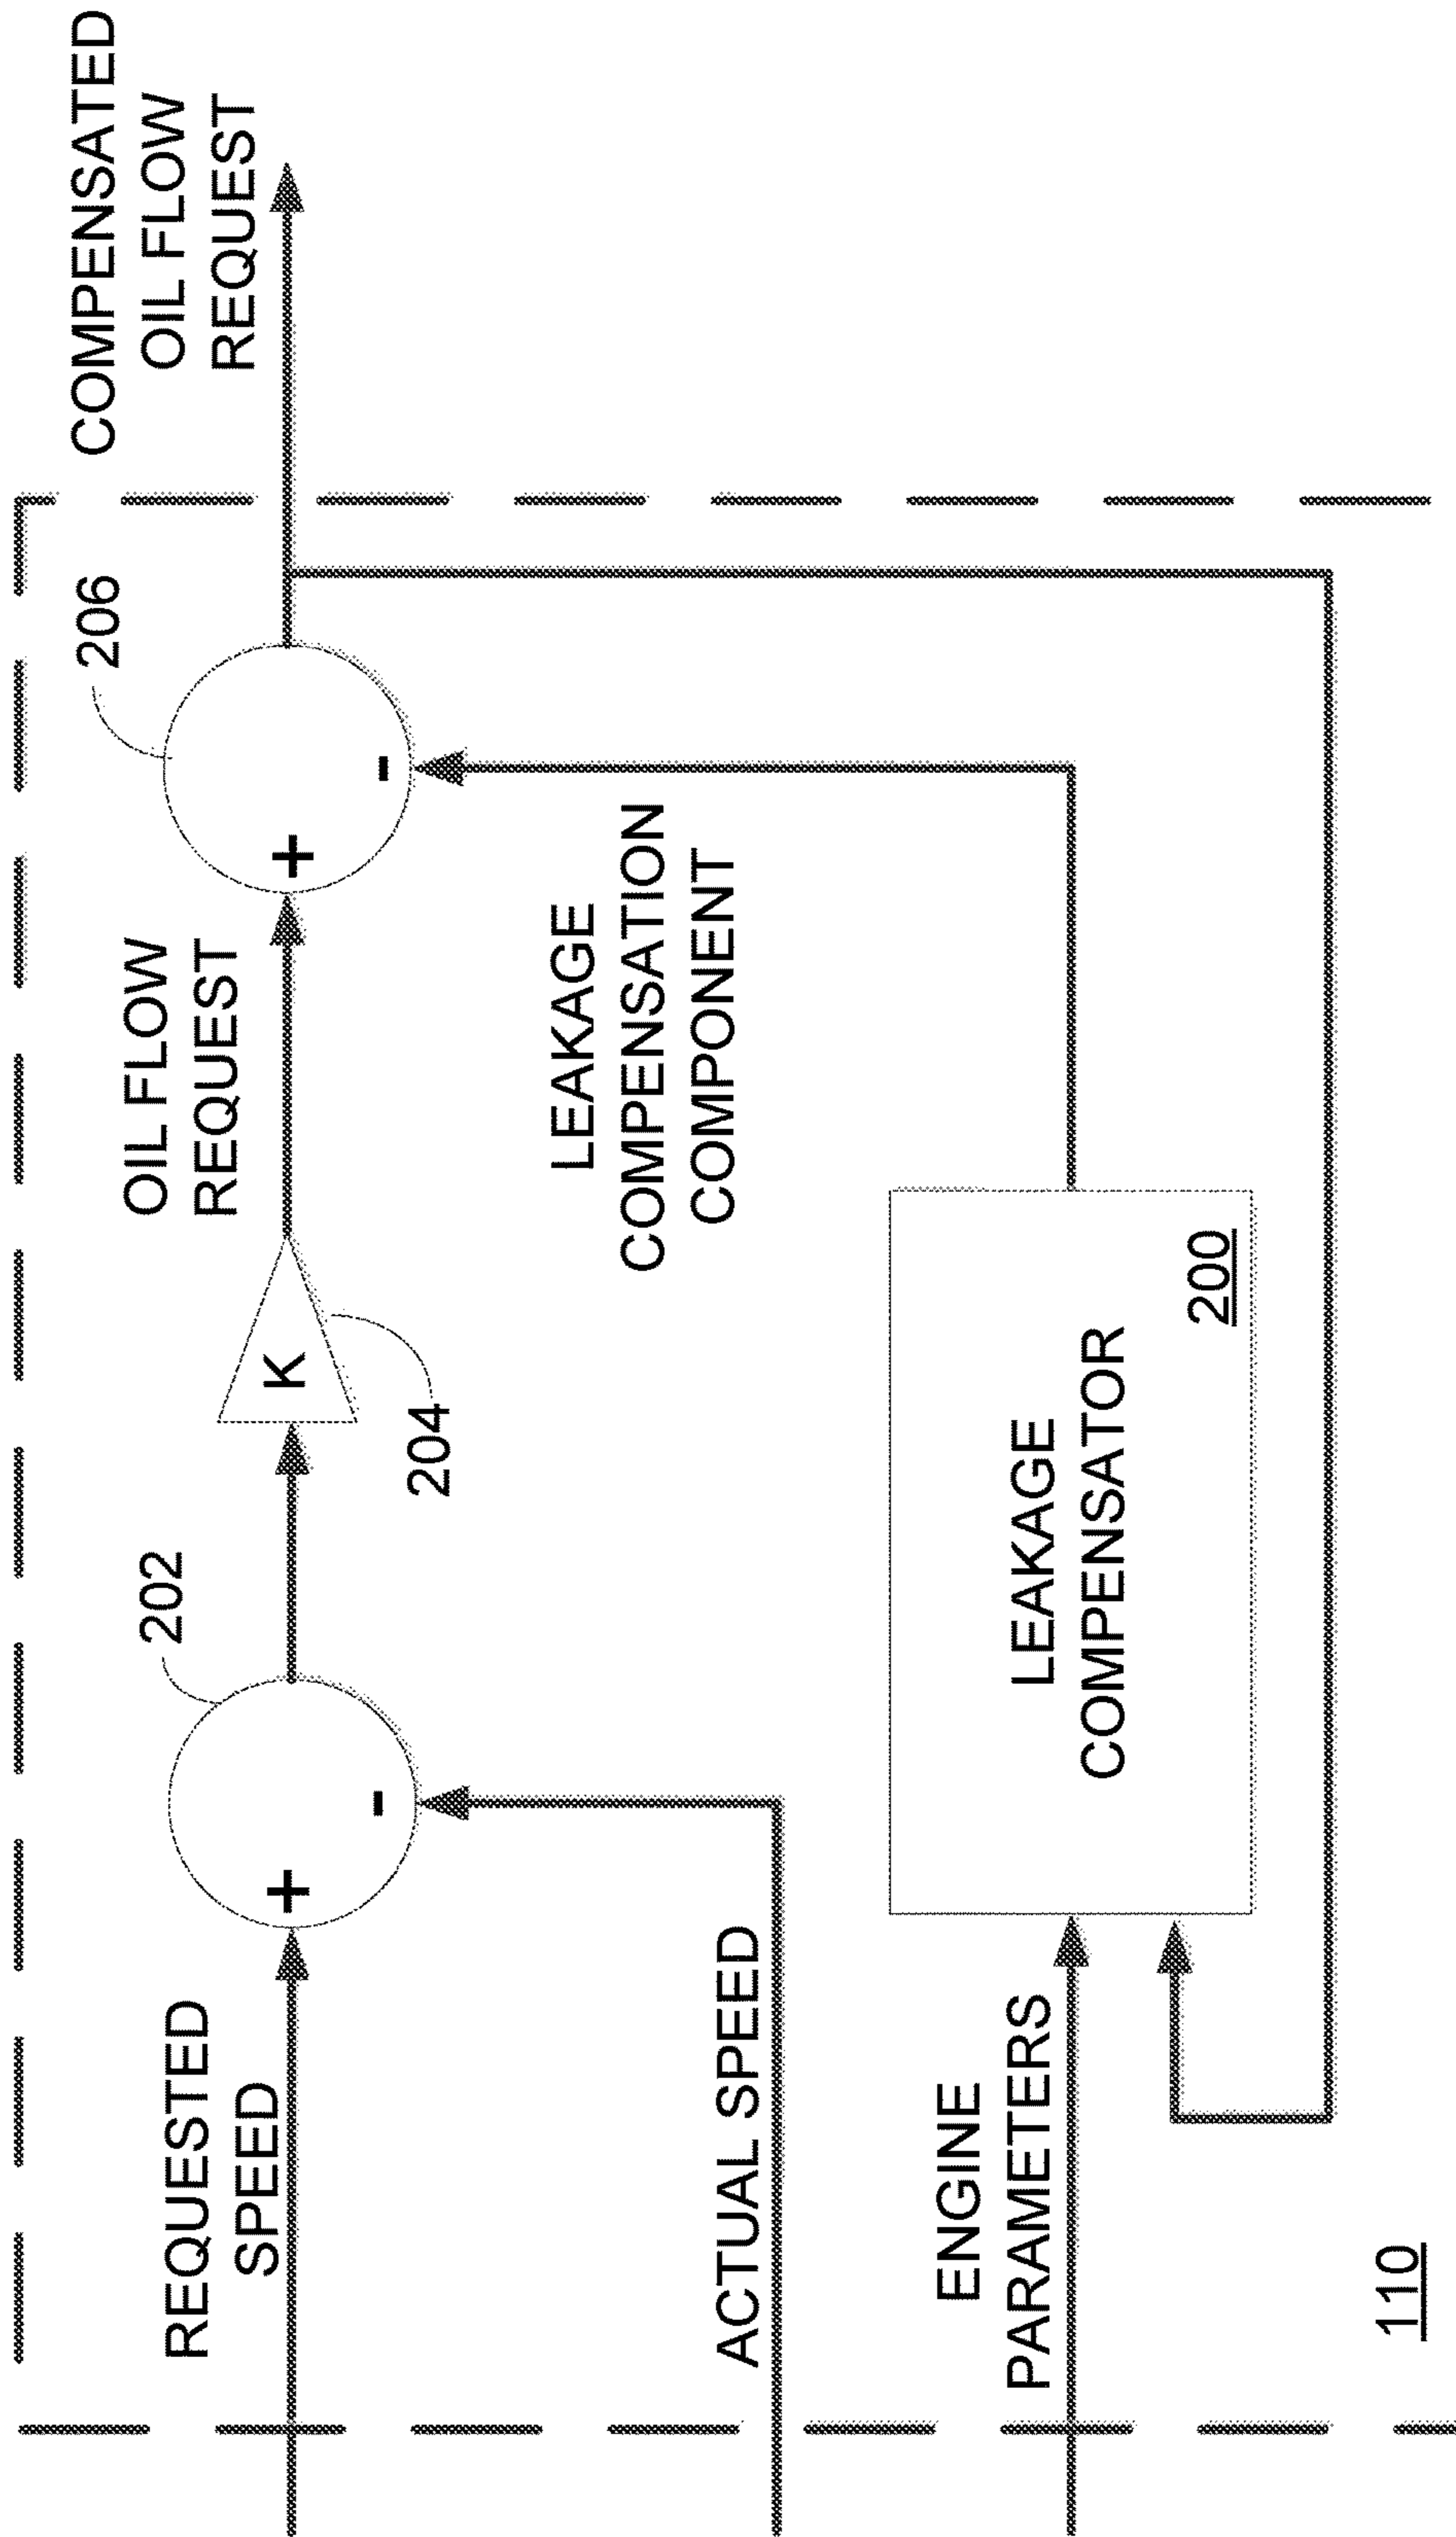 REQUESTED
SPEED
+
-
202
K
204
OIL FLOW
REQUEST
+
-
206
COMPENSATED
OIL FLOW
REQUEST
ACTUAL SPEED
LEAKAGE
COMPENSATION
COMPONENT
ENGINE
PARAMETERS
LEAKAGE
COMPENSATOR
200
110